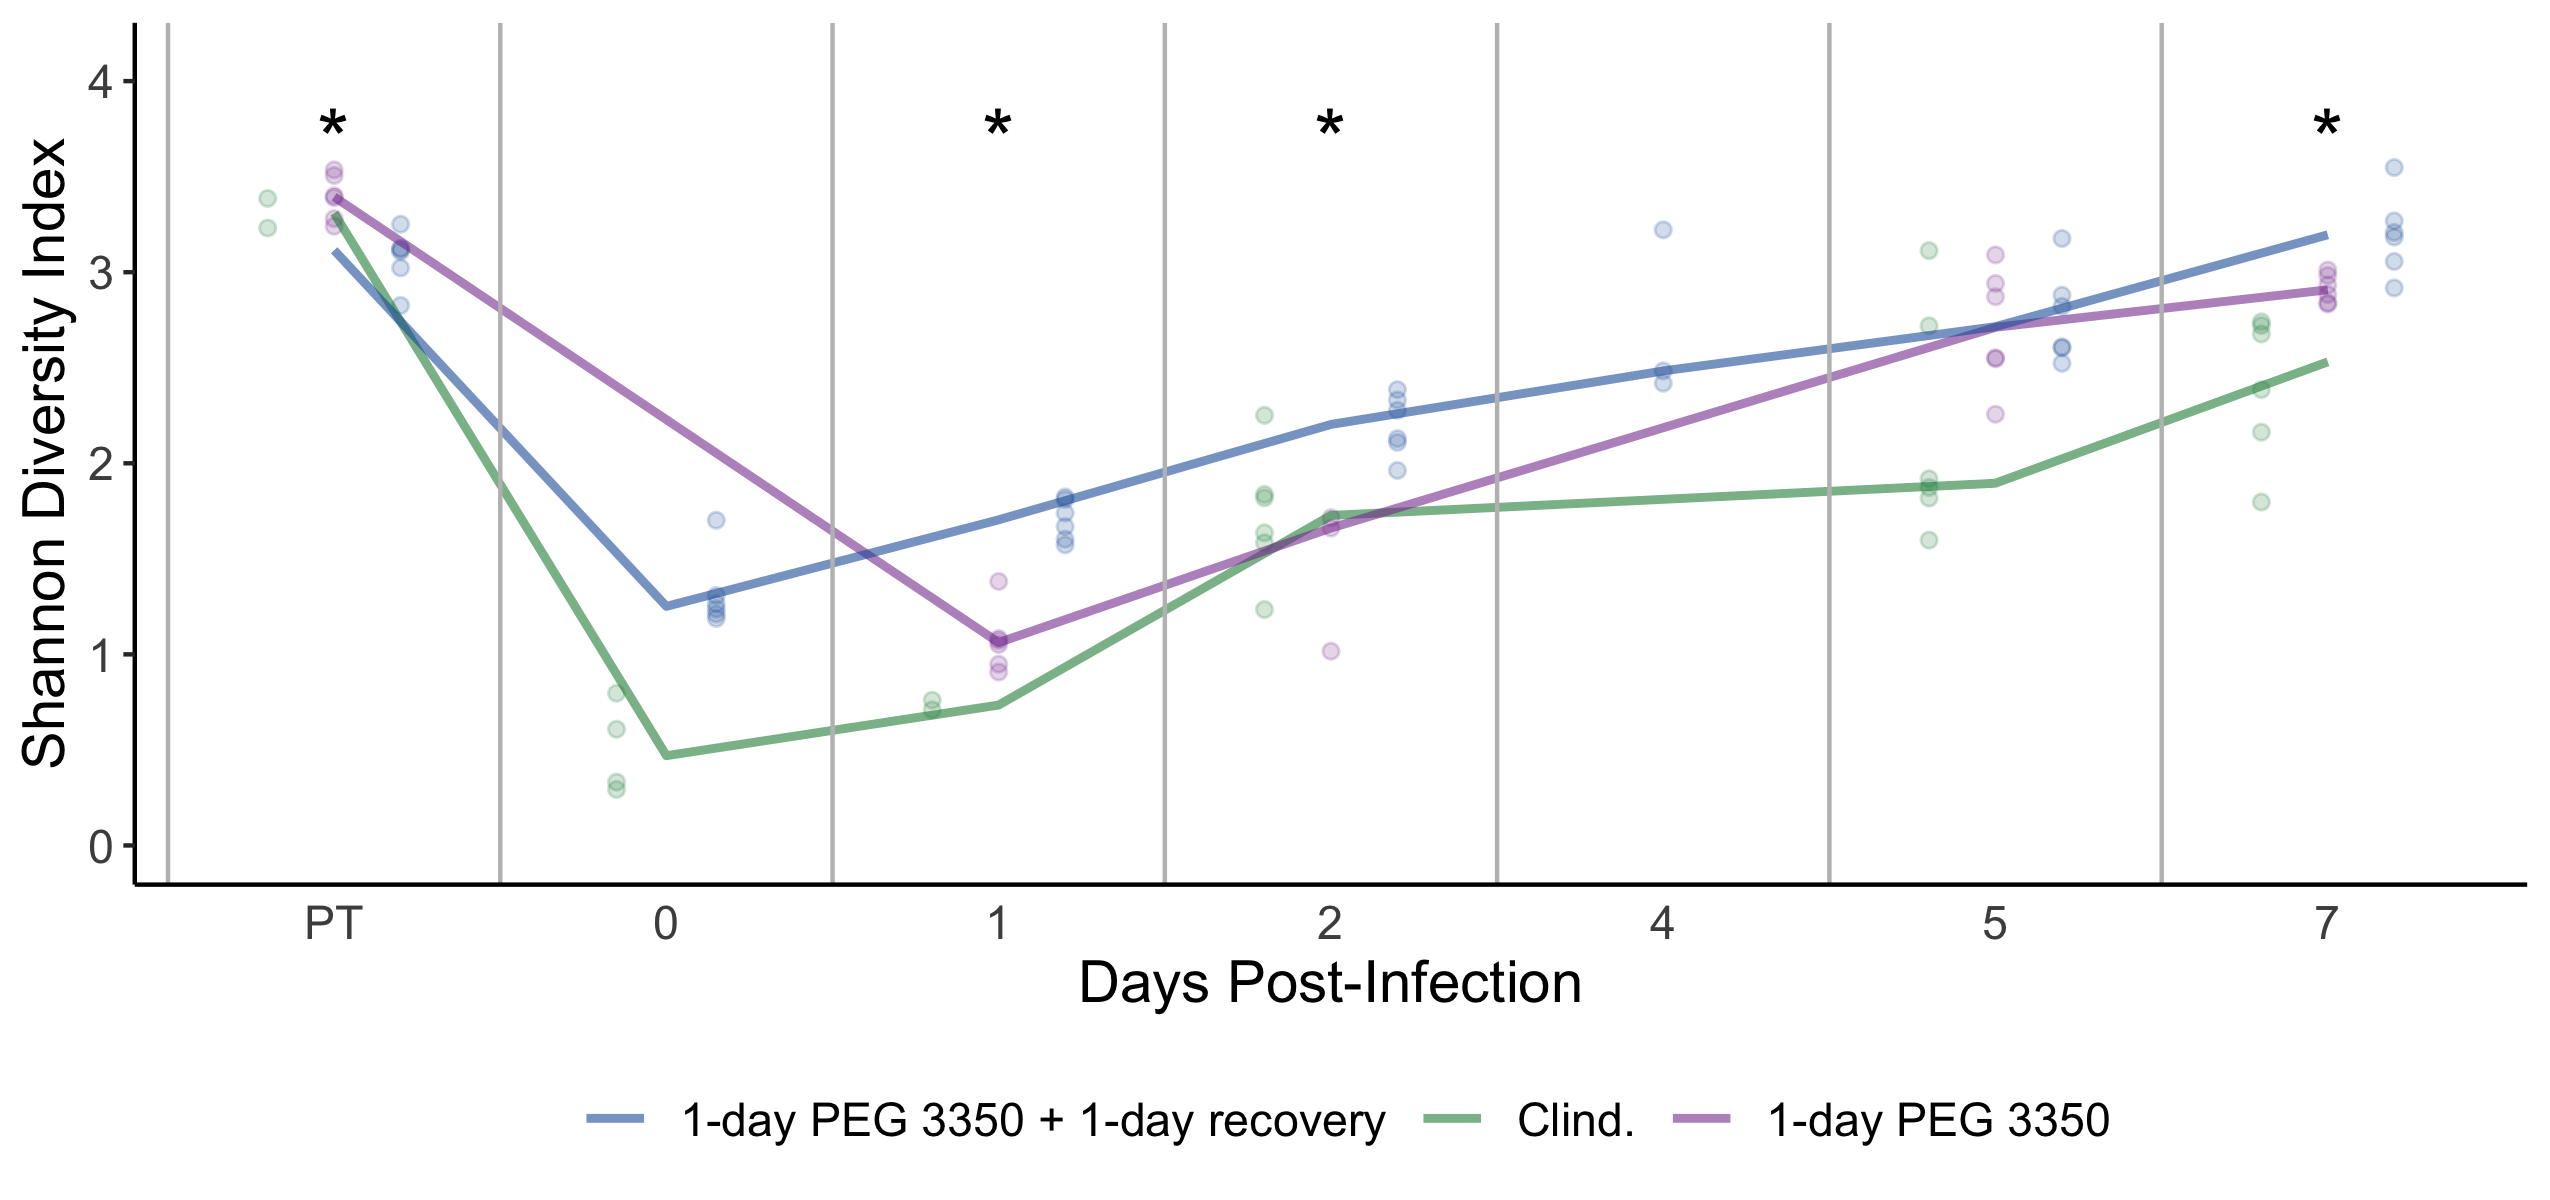 Shannon Diversity Index
4
3
2
1
0
* * * *
PT 0 1 2 4 5 7
Days Post-Infection
1-day PEG 3350 + 1-day recovery Clind. 1-day PEG 3350